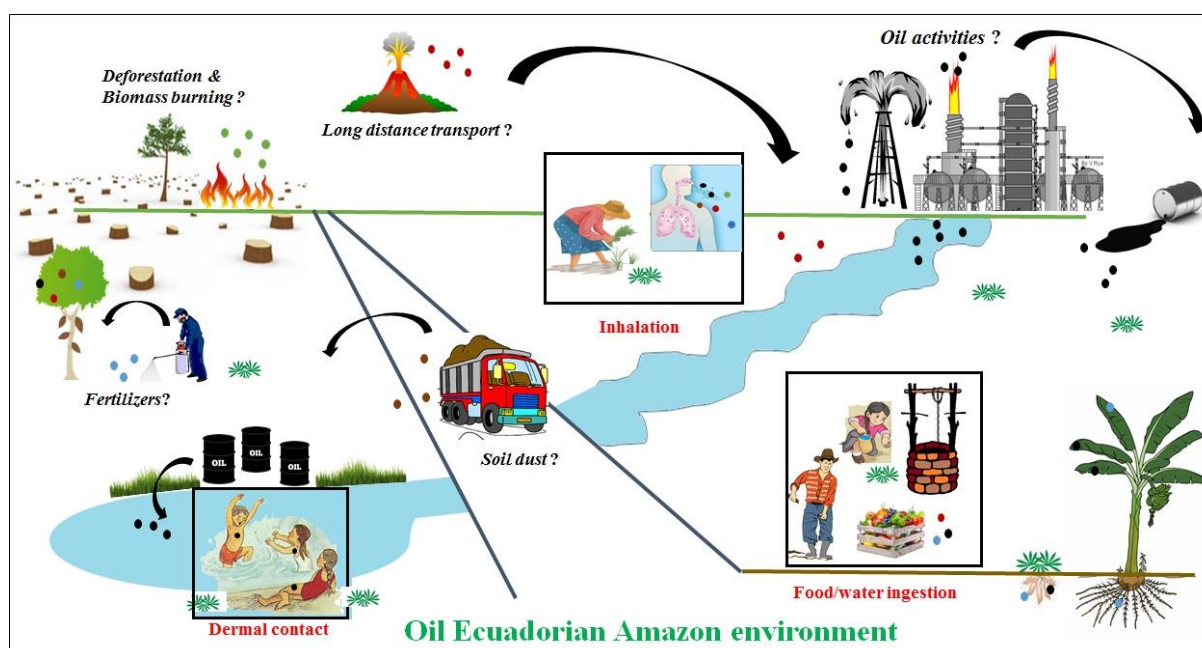 Oil activities ?
Deforestation &
Biomass burning ?
Long distance transport ?
Inhalation
Fertilizers?
Soil dust ?
OIL
OIL
OIL
Food/water ingestion
Dermal contact
Oil Ecuadorian Amazon environment